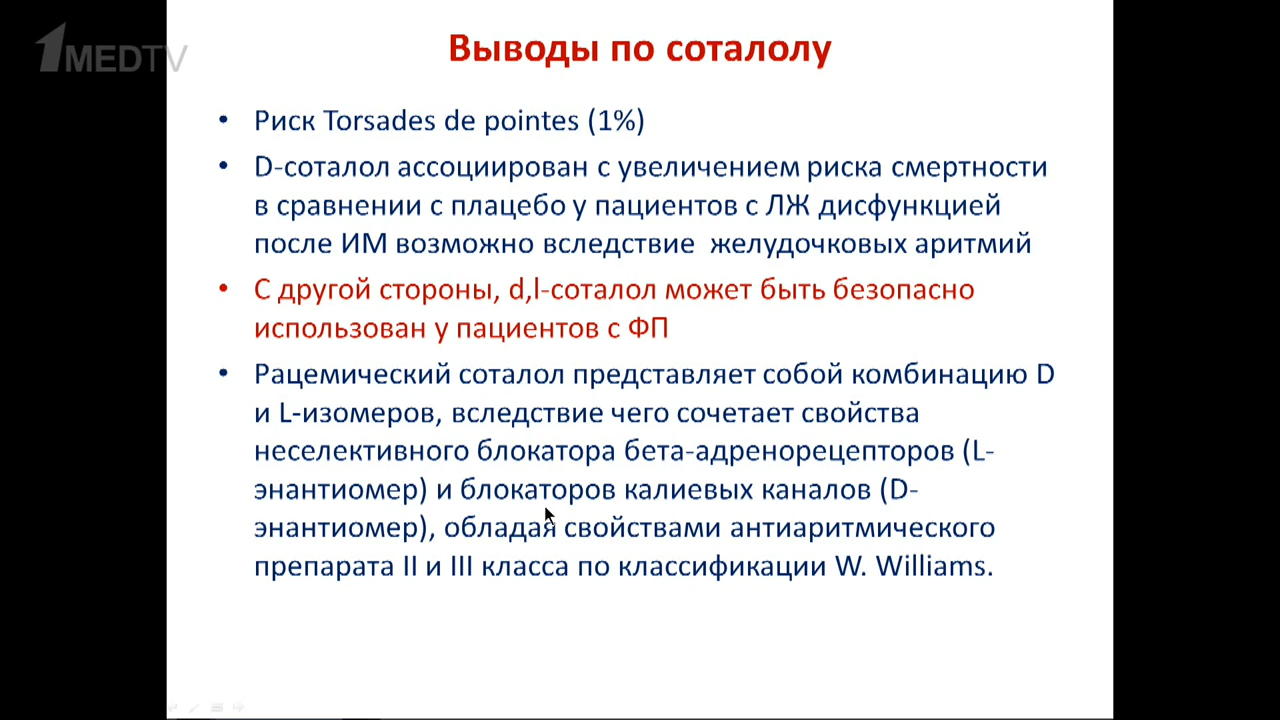 1MEDTV
Выводы по соталолу
• Риск Torsades de pointes (1%)
• D-соталол ассоциирован с увеличением риска смертности
в сравнении с плацебо у пациентов с ЛЖ дисфункцией
после ИМ возможно вследствие желудочковых аритмий
• С другой стороны, d,l-соталол может быть безопасно
использован у пациентов с ФП
• Рацемический соталол представляет собой комбинацию D
и L-изомеров, вследствие чего сочетает свойства
неселективного блокатора бета-адренорецепторов (L-
энантиомер) и блокаторов калиевых каналов (D-
энантиомер), обладая свойствами антиаритмического
препарата II и III класса по классификации W. Williams.